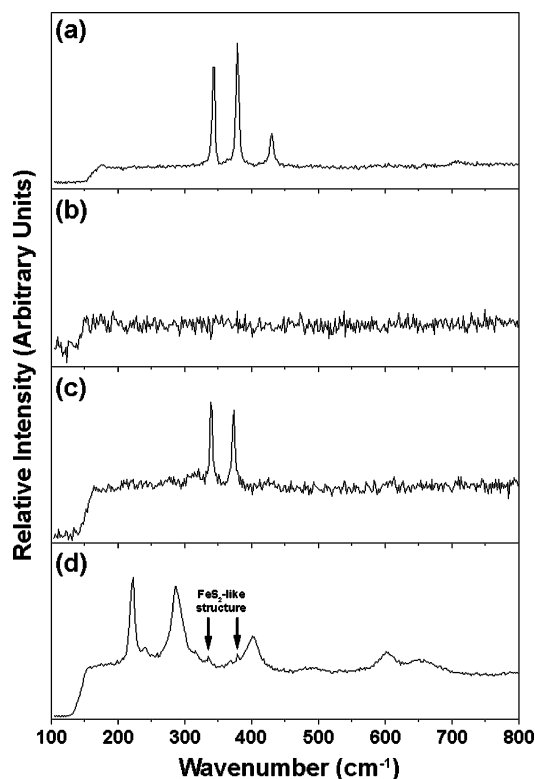 (a)
(b)
(c)
(d)
FeS₂-like
structure
Relative Intensity (Arbitrary Units)
100 200 300 400 500 600 700 800
Wavenumber (cm⁻¹)